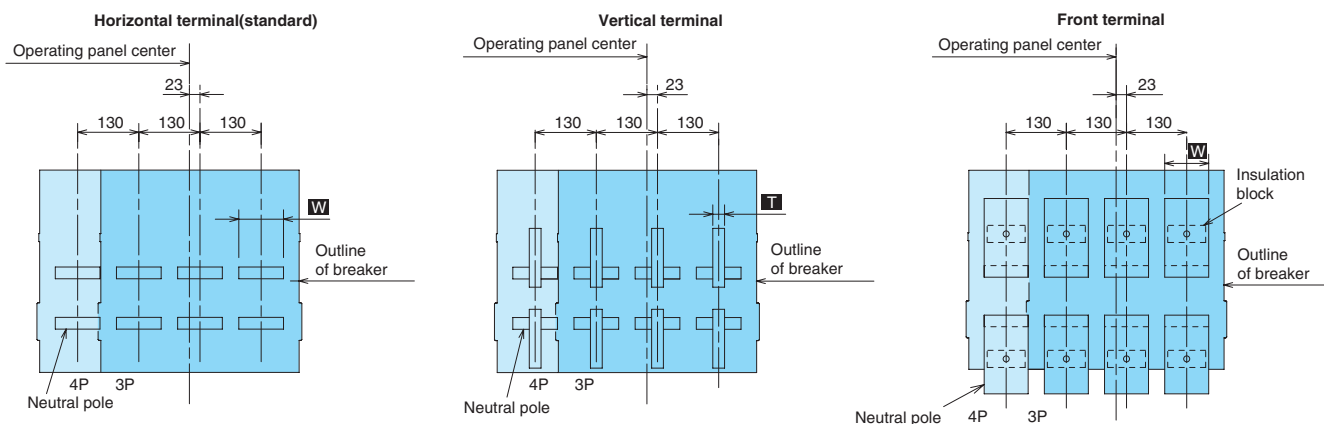 Horizontal terminal(standard)
Operating panel center
23
130 130 130
W
Outline
of breaker
4P 3P
Neutral pole
Vertical terminal
Operating panel center
23
130 130 130
T
Outline
of breaker
4P 3P
Neutral pole
Front terminal
Operating panel center
23
130 130 130
W
Insulation
block
Outline
of breaker
Neutral pole 4P 3P